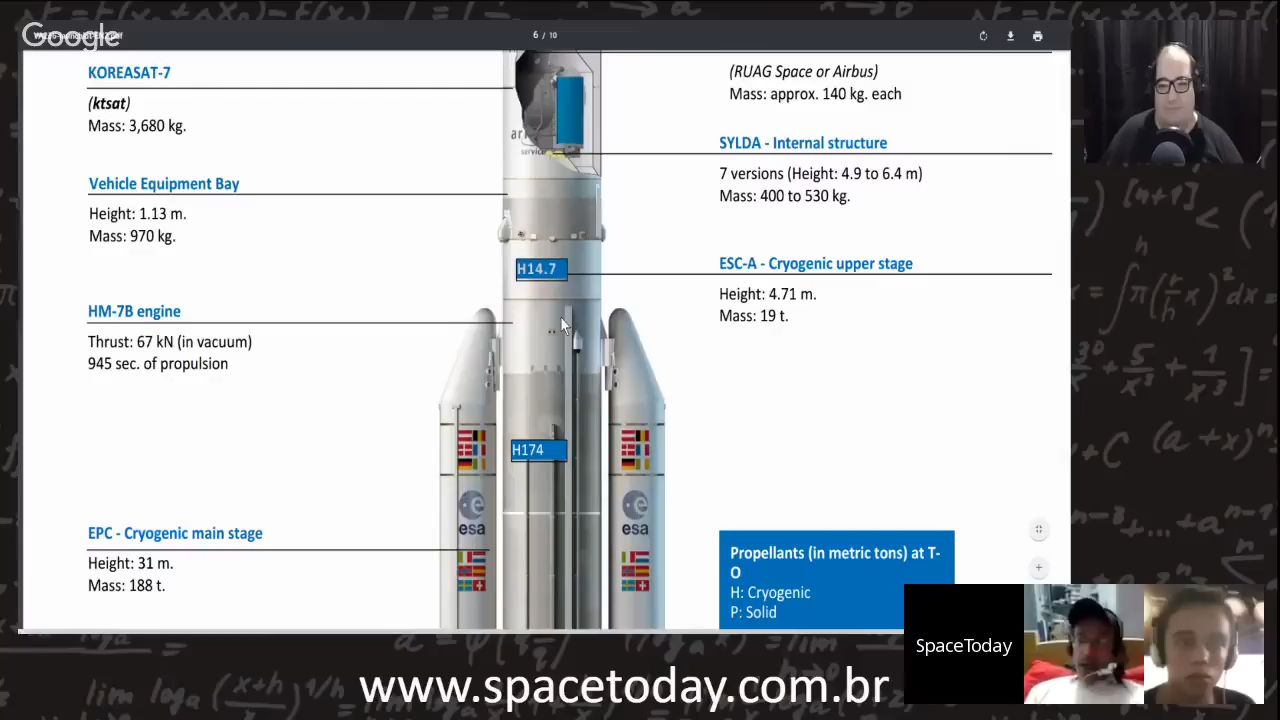 Google
6 / 10
KOREASAT-7
(ktsat)
Mass: 3,680 kg.
Vehicle Equipment Bay
Height: 1.13 m.
Mass: 970 kg.
HM-7B engine
Thrust: 67 kN (in vacuum)
945 sec. of propulsion
EPC - Cryogenic main stage
Height: 31 m.
Mass: 188 t.
service
H14.7
H174
esa
esa
(RUAG Space or Airbus)
Mass: approx. 140 kg. each
SYLDA - Internal structure
7 versions (Height: 4.9 to 6.4 m)
Mass: 400 to 530 kg.
ESC-A - Cryogenic upper stage
Height: 4.71 m.
Mass: 19 t.
Propellants (in metric tons) at T-
O
H: Cryogenic
P: Solid
SpaceToday
www.spacetoday.com.br